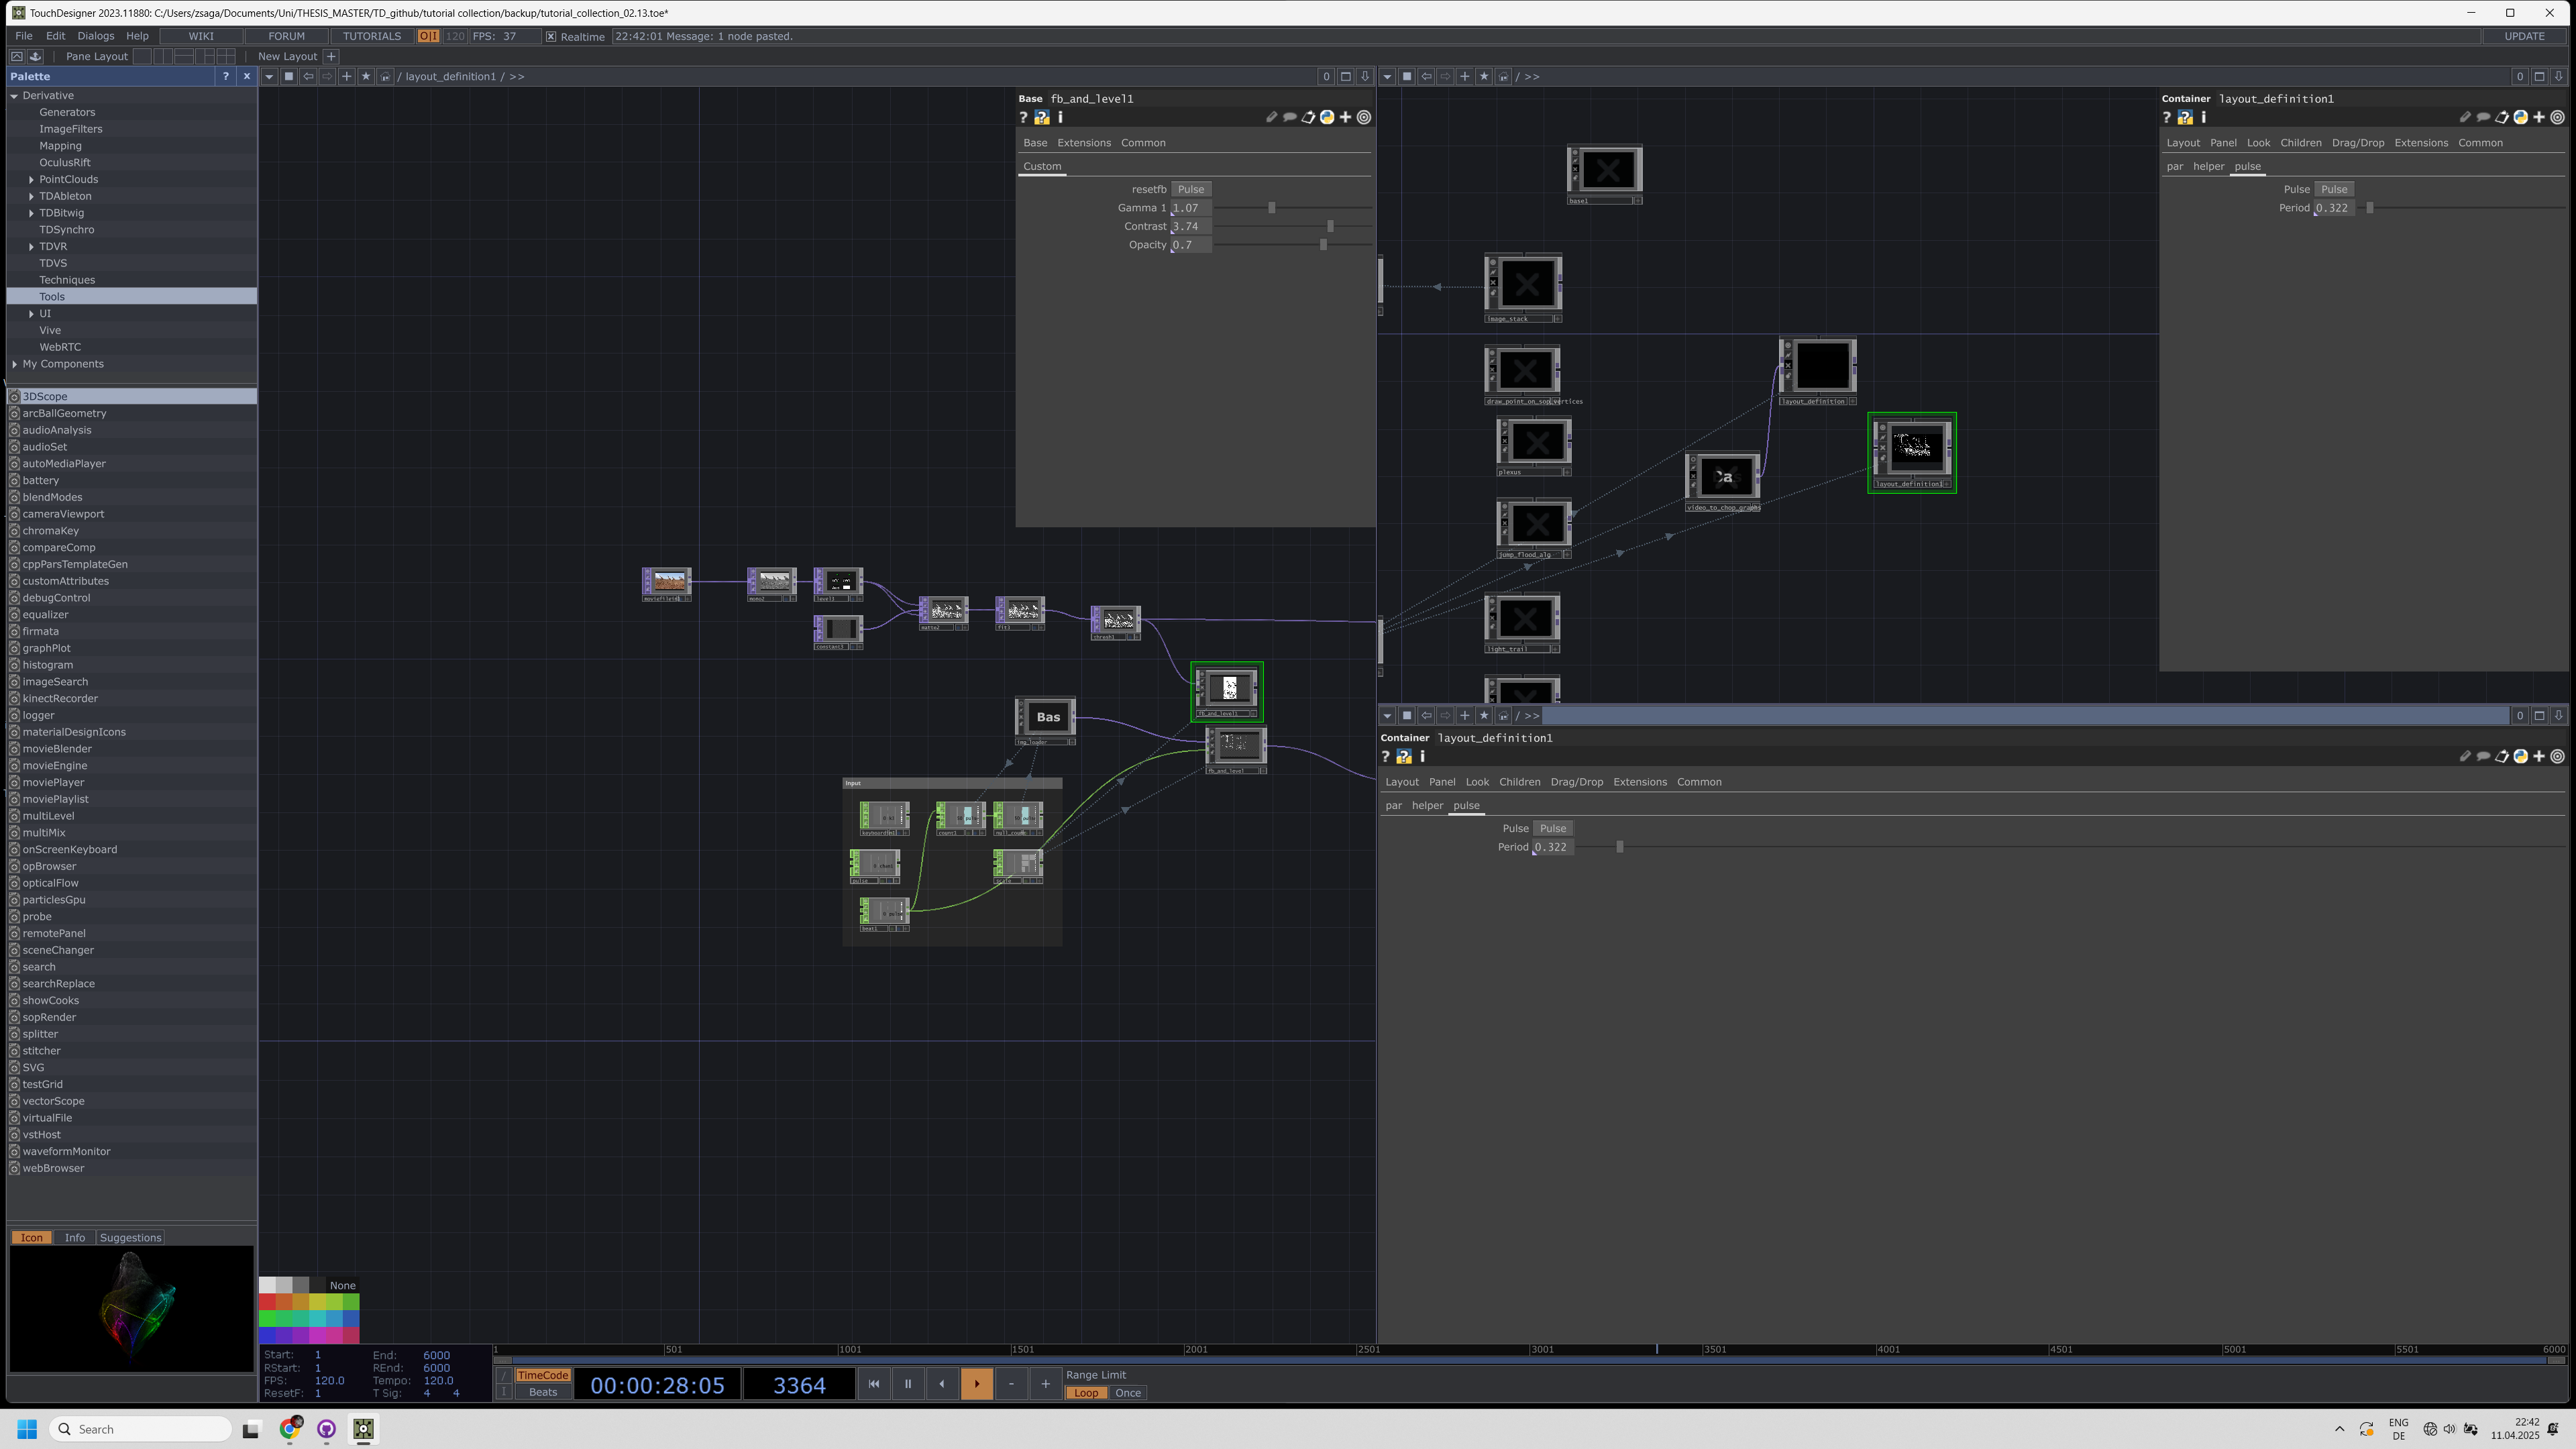 TouchDesigner 2023.11880: C:/Users/zsaga/Documents/Uni/THESIS_MASTER/TD_github/tutorial collection/backup/tutorial_collection_02.13.toe*
File Edit Dialogs Help WIKI FORUM TUTORIALS O|I 120 FPS: 37 Realtime 22:42:01 Message: 1 node pasted. UPDATE
Pane Layout New Layout +
Palette ? x
/ layout_definition1 / >> 0
/ >> 0
Derivative
Generators
ImageFilters
Mapping
OculusRift
PointClouds
TDAbleton
TDBitwig
TDSynchro
TDVR
TDVS
Techniques
Tools
UI
Vive
WebRTC
My Components
3DScope
arcBallGeometry
audioAnalysis
audioSet
autoMediaPlayer
battery
blendModes
cameraViewport
chromaKey
compareComp
cppParsTemplateGen
customAttributes
debugControl
equalizer
firmata
graphPlot
histogram
imageSearch
kinectRecorder
logger
materialDesignIcons
movieBlender
movieEngine
moviePlayer
moviePlaylist
multiLevel
multiMix
onScreenKeyboard
opBrowser
opticalFlow
particlesGpu
probe
remotePanel
sceneChanger
search
searchReplace
showCooks
sopRender
splitter
stitcher
SVG
testGrid
vectorScope
virtualFile
vstHost
waveformMonitor
webBrowser
Icon Info Suggestions
Base fb_and_level1
Base Extensions Common
Custom
resetfb Pulse
Gamma 1 1.07
Contrast 3.74
Opacity 0.7
level1
fb_and_level1
Bas
fb_and_level
Input
count1
pulse
beat1
None
base1
image_stack
draw_point_on_sop_vertices
plexus
jump_flood_alg
light_trail
layout_definition
video_to_chop_graphs
layout_definition1
Container layout_definition1
Layout Panel Look Children Drag/Drop Extensions Common
par helper pulse
Pulse Pulse
Period 0.322
/ >> 0
Container layout_definition1
Layout Panel Look Children Drag/Drop Extensions Common
par helper pulse
Pulse Pulse
Period 0.322
1 501 1001 1501 2001 2501 3001 3501 4001 4501 5001 5501 6000
Start: 1 End: 6000
RStart: 1 REnd: 6000
FPS: 120.0 Tempo: 120.0
ResetF: 1 T Sig: 4 4
TimeCode
Beats
00:00:28:05
3364
- +
Range Limit
Loop Once
Search
ENG
DE
22:42
11.04.2025